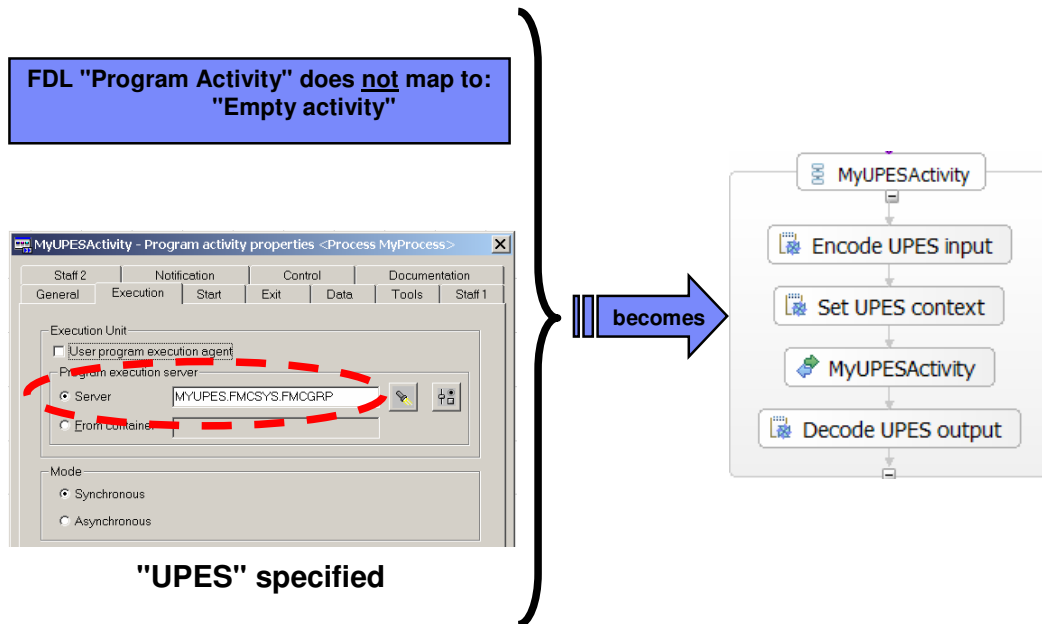 FDL "Program Activity" does not map to:
"Empty activity"
MyUPESActivity - Program activity properties <Process MyProcess>
Staff 2 Notification Control Documentation
General Execution Start Exit Data Tools Staff 1
Execution Unit
User program execution agent
Program execution server
Server MYUPES.FMCSYS.FMCGRP
From container
Mode
Synchronous
Asynchronous
"UPES" specified
becomes
MyUPESActivity
Encode UPES input
Set UPES context
MyUPESActivity
Decode UPES output